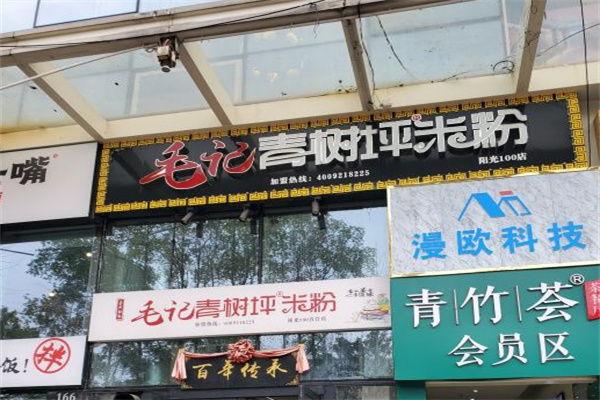 嘴
毛记青树坪米粉
阳光100店
加盟热线：4009218225
漫欧科技
毛记青树坪米粉
青竹荟®
会员区
饭！拌
百年传承
166